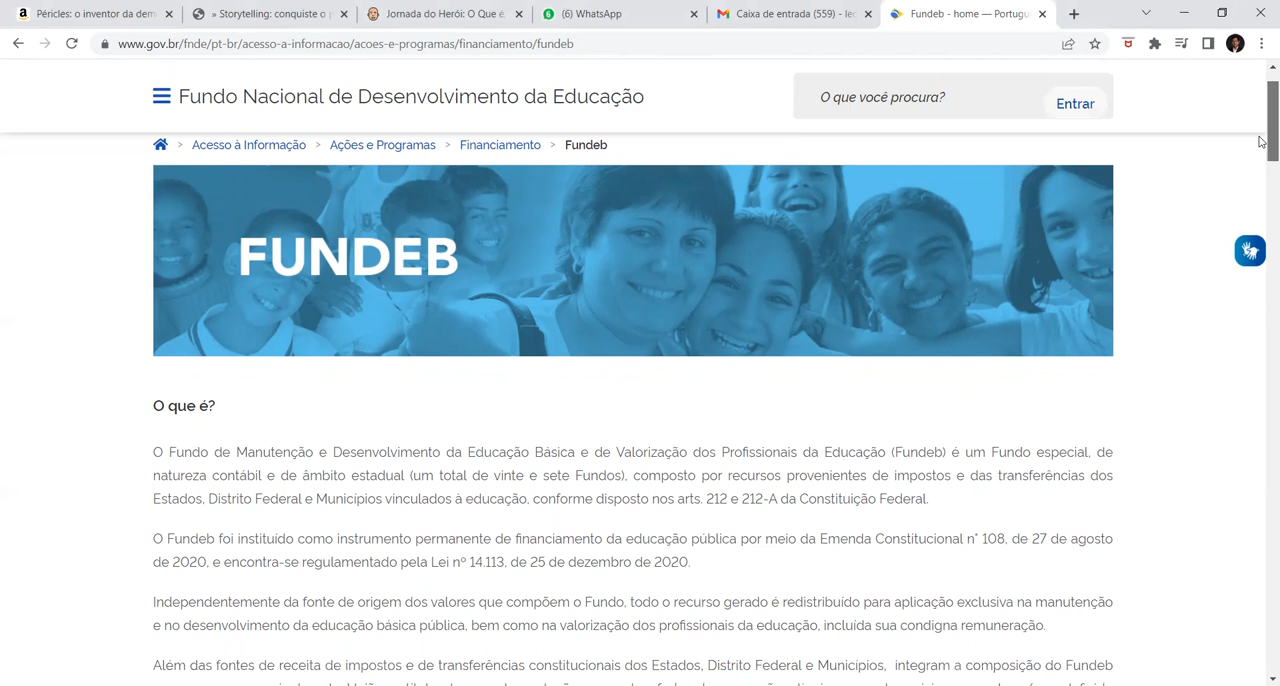 Péricles: o inventor da dem
» Storytelling: conquiste o p
Jornada do Herói: O Que é,
(6) WhatsApp
Caixa de entrada (559) - leo
Fundeb - home — Portugu
www.gov.br/fnde/pt-br/acesso-a-informacao/acoes-e-programas/financiamento/fundeb
Fundo Nacional de Desenvolvimento da Educação
O que você procura?
Entrar
> Acesso à Informação > Ações e Programas > Financiamento > Fundeb
FUNDEB
O que é?
O Fundo de Manutenção e Desenvolvimento da Educação Básica e de Valorização dos Profissionais da Educação (Fundeb) é um Fundo especial, de
natureza contábil e de âmbito estadual (um total de vinte e sete Fundos), composto por recursos provenientes de impostos e das transferências dos
Estados, Distrito Federal e Municípios vinculados à educação, conforme disposto nos arts. 212 e 212-A da Constituição Federal.
O Fundeb foi instituído como instrumento permanente de financiamento da educação pública por meio da Emenda Constitucional n° 108, de 27 de agosto
de 2020, e encontra-se regulamentado pela Lei nº 14.113, de 25 de dezembro de 2020.
Independentemente da fonte de origem dos valores que compõem o Fundo, todo o recurso gerado é redistribuído para aplicação exclusiva na manutenção
e no desenvolvimento da educação básica pública, bem como na valorização dos profissionais da educação, incluída sua condigna remuneração.
Além das fontes de receita de impostos e de transferências constitucionais dos Estados, Distrito Federal e Municípios, integram a composição do Fundeb